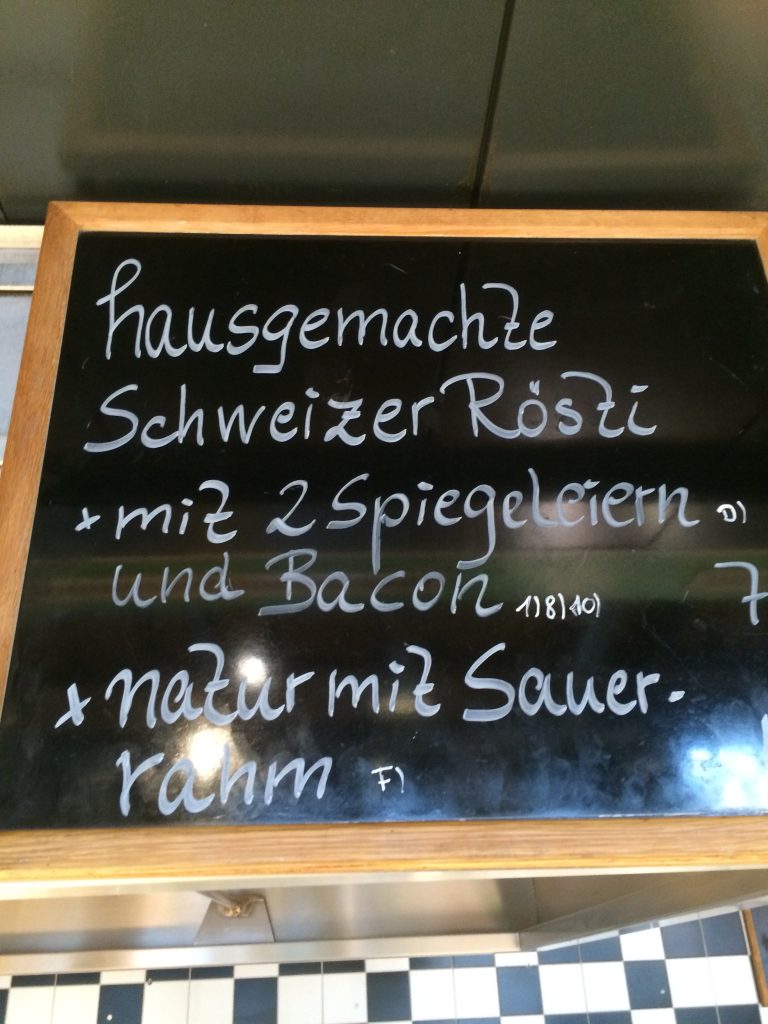 hausgemachte
Schweizer Rösti
x mit 2 Spiegeleiern D)
und Bacon 1)8)10) 7
x natur mit Sauer-
rahm F)